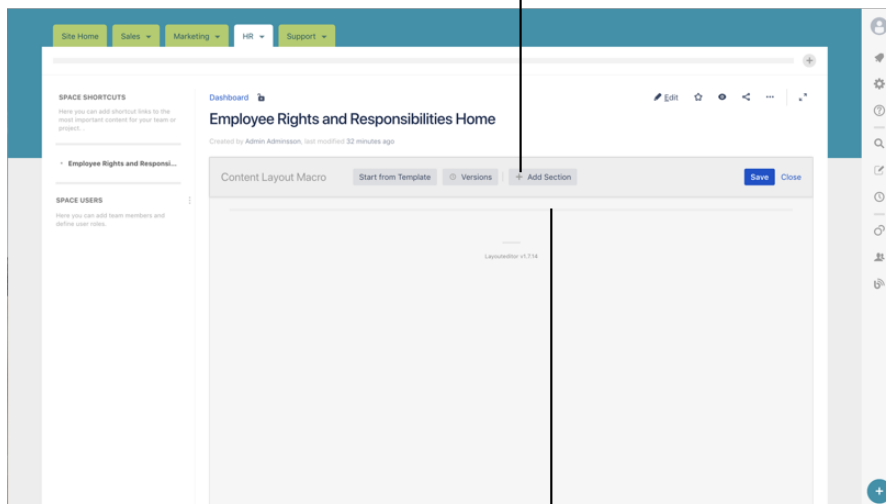 Site Home Sales Marketing HR Support
SPACE SHORTCUTS
Here you can add shortcut links to the
most important content for your team or
project...
Employee Rights and Responsi...
SPACE USERS
Here you can add team members and
define user roles.
Dashboard
Edit
Employee Rights and Responsibilities Home
Created by Admin Adminsson, last modified 32 minutes ago
Content Layout Macro Start from Template Versions + Add Section Save Close
Layouteditor v1.7.14